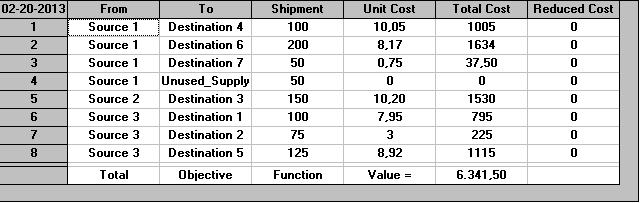 02-20-2013 From To Shipment Unit Cost Total Cost Reduced Cost
1 Source 1 Destination 4 100 10,05 1005 0
2 Source 1 Destination 6 200 8,17 1634 0
3 Source 1 Destination 7 50 0,75 37,50 0
4 Source 1 Unused_Supply 50 0 0 0
5 Source 2 Destination 3 150 10,20 1530 0
6 Source 3 Destination 1 100 7,95 795 0
7 Source 3 Destination 2 75 3 225 0
8 Source 3 Destination 5 125 8,92 1115 0
Total Objective Function Value = 6.341,50